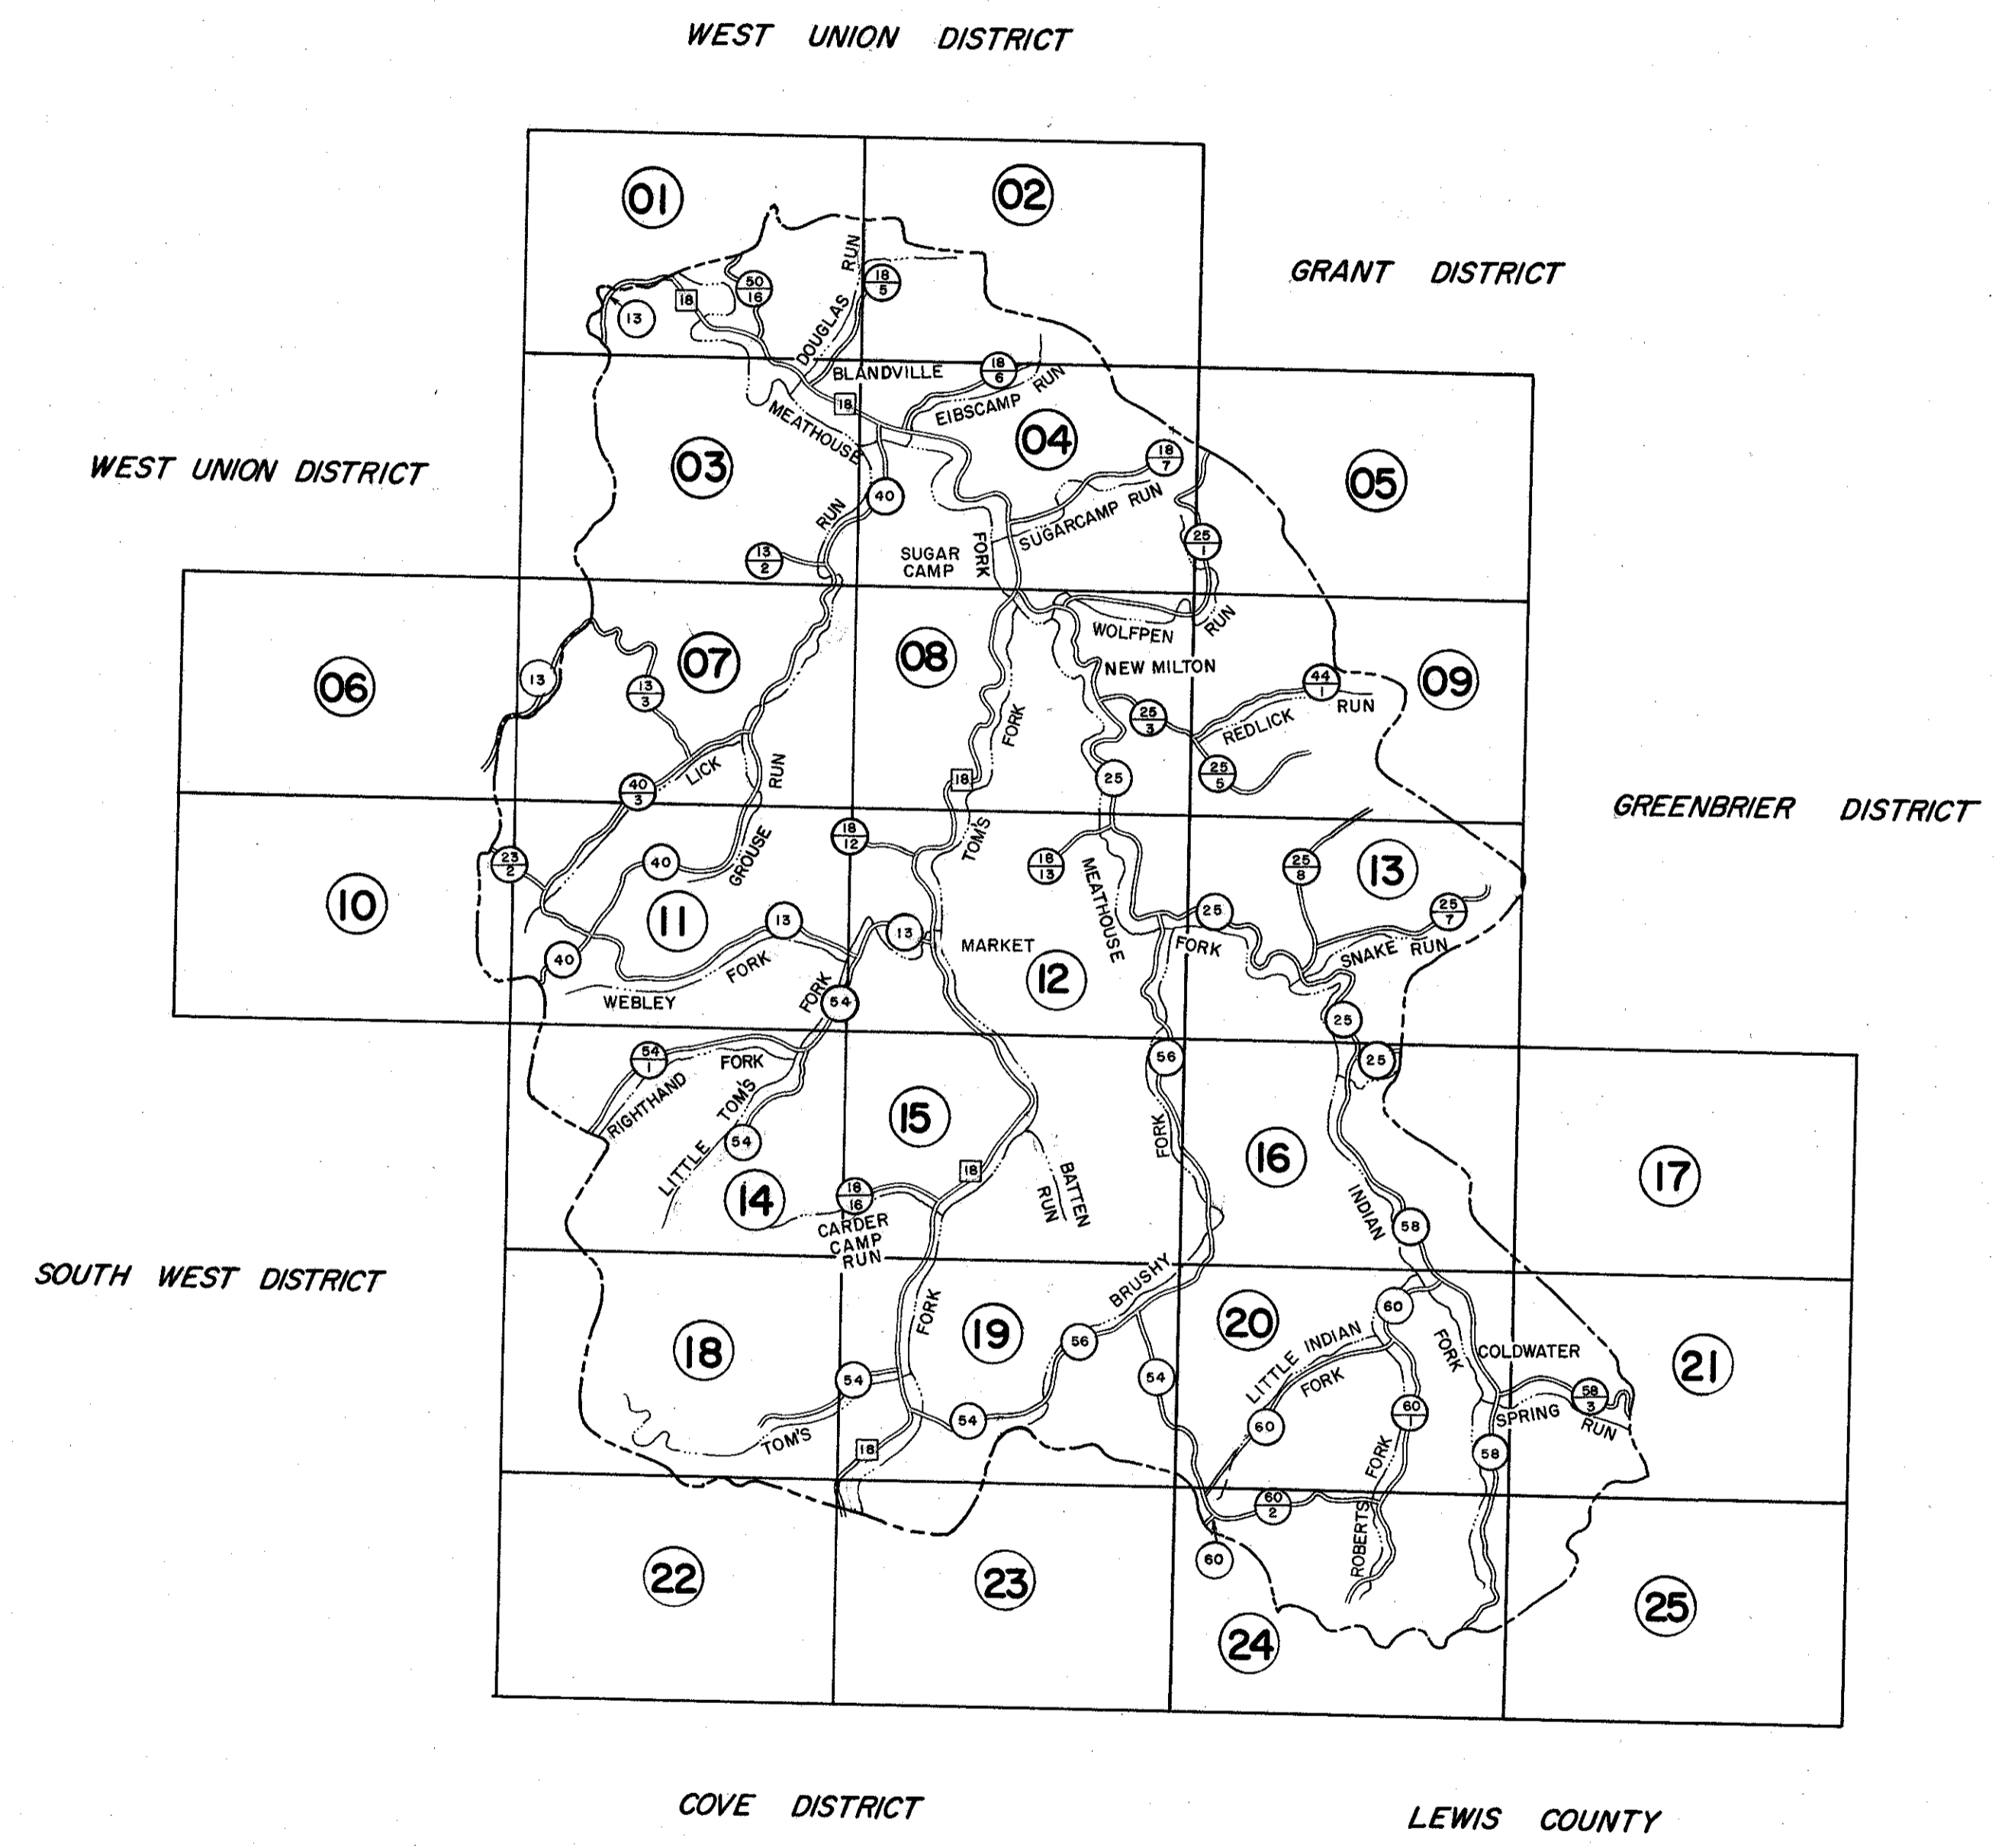 WEST UNION DISTRICT
01
02
GRANT DISTRICT
DOUGLAS RUN
18
5
50
16
18
13
BLANDVILLE
18
6
18
EIBSCAMP RUN
MEATHOUSE
04
WEST UNION DISTRICT
03
18
7
05
40
RUN
SUGARCAMP RUN
FORK
25
1
13
2
SUGAR
CAMP
WOLFPEN RUN
06
13
07
08
NEW MILTON
09
13
3
44
1
RUN
25
3
REDLICK
FORK
LICK
RUN
25
5
18
25
40
3
GREENBRIER DISTRICT
18
12
TOM'S
23
2
40
GROUSE
18
13
MEATHOUSE
25
8
13
10
11
13
13
25
25
7
MARKET
FORK
SNAKE RUN
40
FORK
12
WEBLEY
FORK
54
25
54
1
FORK
56
25
RIGHTHAND
TOM'S
15
54
FORK
LITTLE
16
17
18
BATTEN
RUN
14
18
16
INDIAN
58
CARDER
CAMP
RUN
SOUTH WEST DISTRICT
BRUSHY
FORK
60
20
18
19
56
LITTLE INDIAN
FORK
FORK
COLDWATER
21
54
54
58
3
54
60
60
1
SPRING
RUN
TOM'S
18
58
FORK
60
2
ROBERTS
60
22
23
24
25
COVE DISTRICT
LEWIS COUNTY